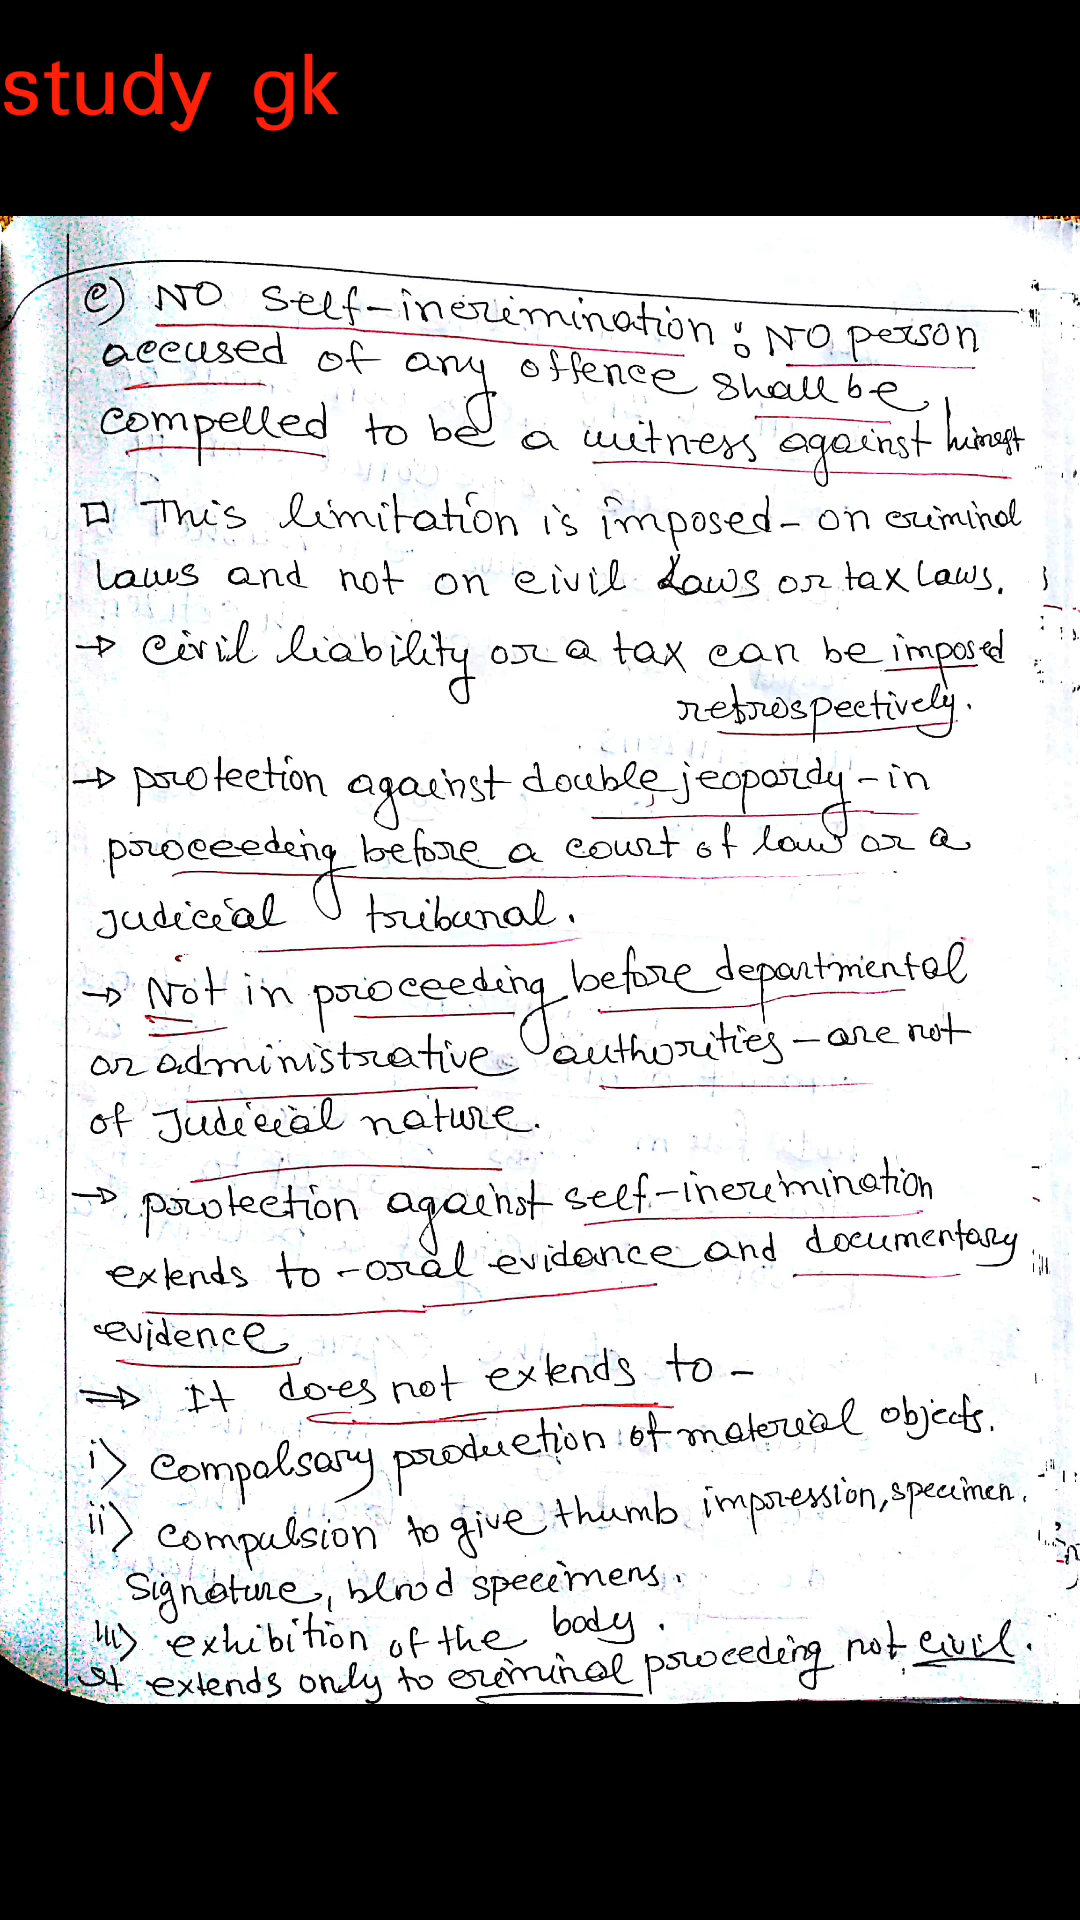 study gk
c) NO self-incrimination : NO person
accused of any offence shall be
compelled to be a witness against himself
□ This limitation is imposed - on criminal
laws and not on civil Laws or tax laws.
→ civil liability or a tax can be imposed
retrospectively.
→ protection against double jeopardy - in
proceeding before a court of law or a
judicial tribunal.
→ Not in proceeding before departmental
or administrative authorities - are not
of Judicial nature.
→ protection against self-incrimination
extends to - oral evidance and documentary
evidence
⇒ It does not extends to -
i) compolsary production of material objects.
ii) compulsion to give thumb impression, specimen.
Signature, blood specimens.
iii) exhibition of the body.
It extends only to criminal proceeding not civil.